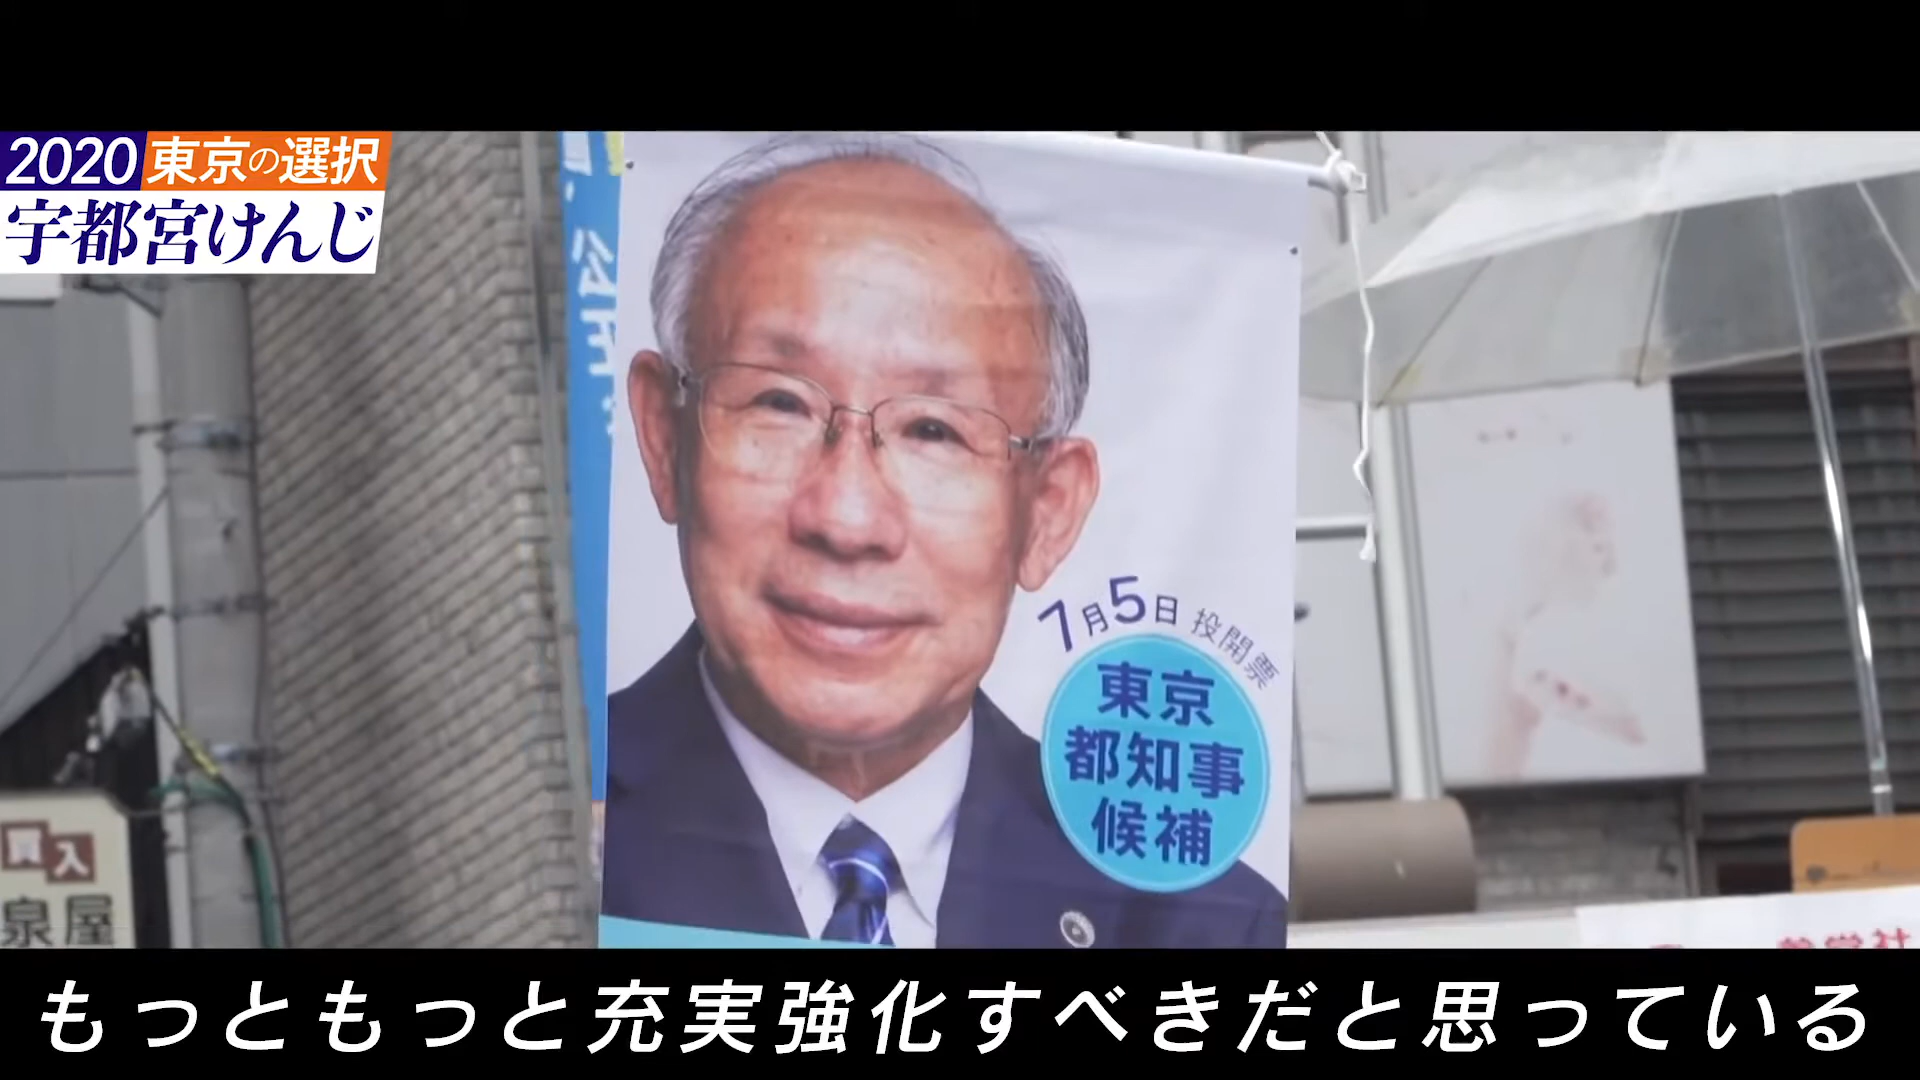 2020 東京の選択
宇都宮けんじ
公正
7月5日 投開票
東京
都知事
候補
買入
泉屋
もっともっと充実強化すべきだと思っている